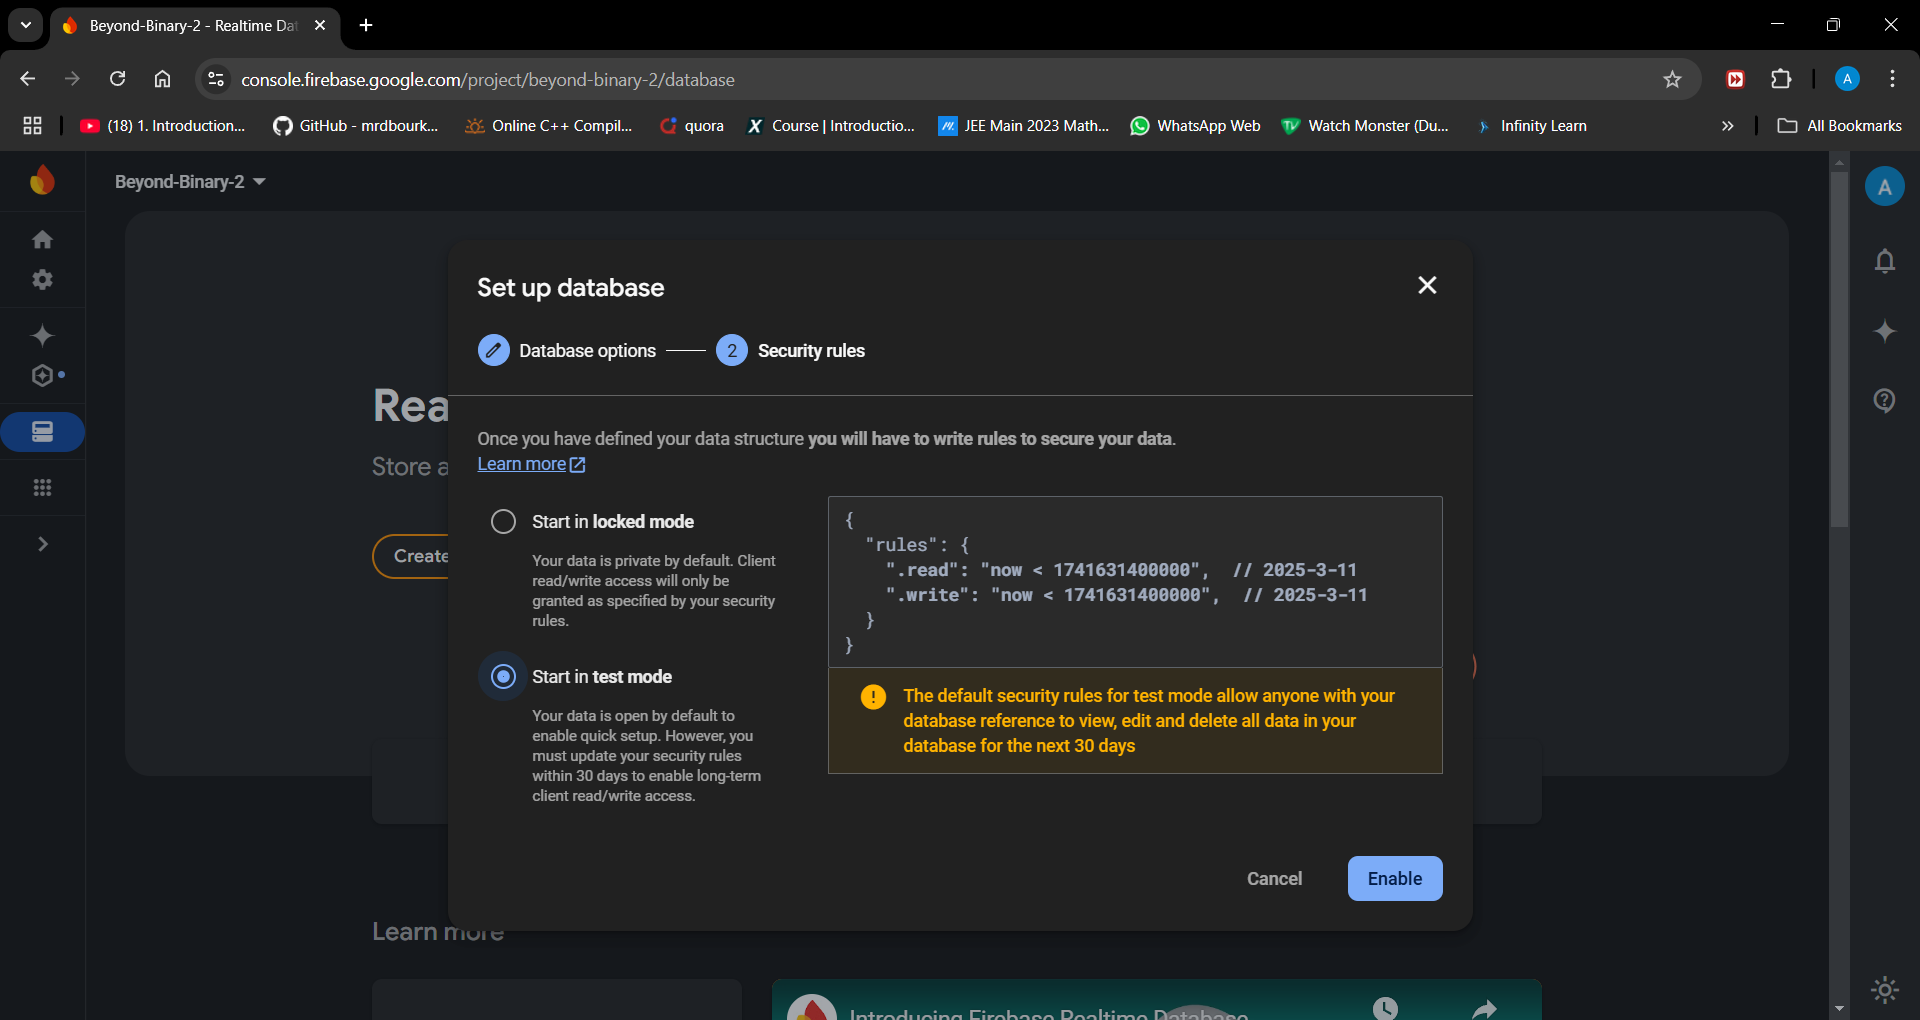 Beyond-Binary-2 - Realtime Dat
console.firebase.google.com/project/beyond-binary-2/database
A
(18) 1. Introduction...
GitHub - mrdbourk...
Online C++ Compil...
quora
Course | Introductio...
JEE Main 2023 Math...
WhatsApp Web
Watch Monster (Du...
Infinity Learn
All Bookmarks
Beyond-Binary-2
A
Set up database
Database options
2
Security rules
Rea
Store a
Create
Once you have defined your data structure you will have to write rules to secure your data.
Learn more
Start in locked mode
Your data is private by default. Client
read/write access will only be
granted as specified by your security
rules.
Start in test mode
Your data is open by default to
enable quick setup. However, you
must update your security rules
within 30 days to enable long-term
client read/write access.
{
"rules": {
".read": "now < 1741631400000", // 2025-3-11
".write": "now < 1741631400000", // 2025-3-11
}
}
The default security rules for test mode allow anyone with your
database reference to view, edit and delete all data in your
database for the next 30 days
Cancel
Enable
Learn more
Introducing Firebase Realtime Database